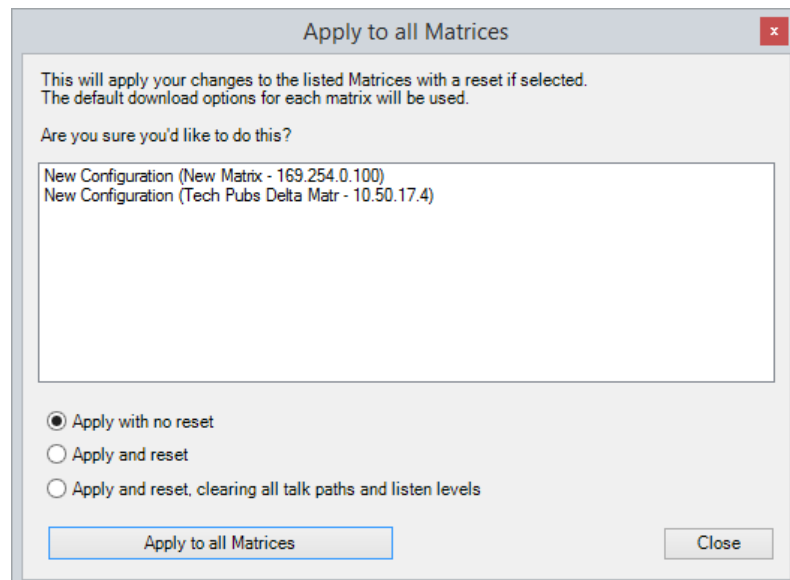 Apply to all Matrices
x
This will apply your changes to the listed Matrices with a reset if selected.
The default download options for each matrix will be used.
Are you sure you'd like to do this?
New Configuration (New Matrix - 169.254.0.100)
New Configuration (Tech Pubs Delta Matr - 10.50.17.4)
Apply with no reset
Apply and reset
Apply and reset, clearing all talk paths and listen levels
Apply to all Matrices
Close